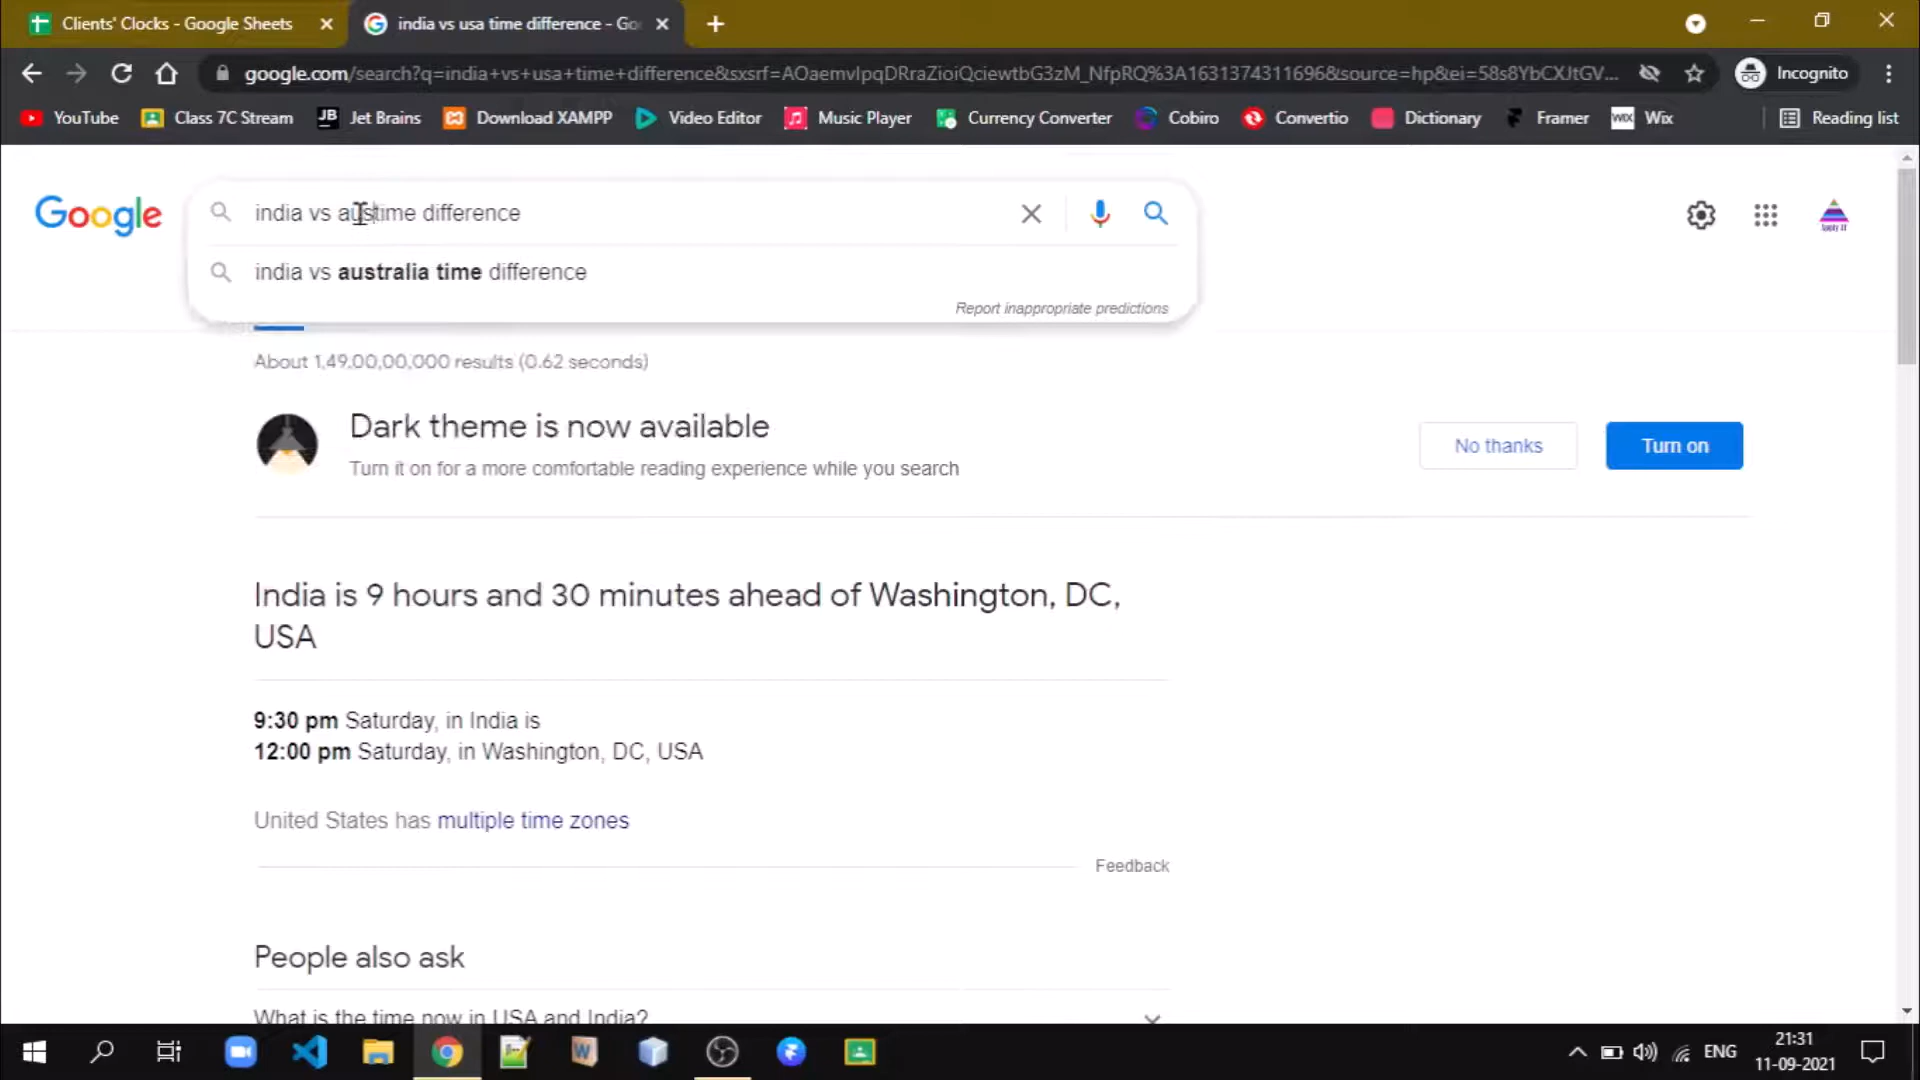 Clients' Clocks - Google Sheets
india vs usa time difference - Go
google.com/search?q=india+vs+usa+time+difference&sxsrf=AOaemvIpqDRraZioiQciewtbG3zM_NfpRQ%3A1631374311696&source=hp&ei=58s8YbCXJtGV...
Incognito
YouTube
Class 7C Stream
JB
Jet Brains
Download XAMPP
Video Editor
Music Player
Currency Converter
Cobiro
Convertio
Dictionary
Framer
WIX
Wix
Reading list
Google
india vs austime difference
india vs australia time difference
Report inappropriate predictions
About 1,49,00,00,000 results (0.62 seconds)
Dark theme is now available
Turn it on for a more comfortable reading experience while you search
No thanks
Turn on
India is 9 hours and 30 minutes ahead of Washington, DC,
USA
9:30 pm Saturday, in India is
12:00 pm Saturday, in Washington, DC, USA
United States has multiple time zones
Feedback
People also ask
What is the time now in USA and India?
ENG
21:31
11-09-2021